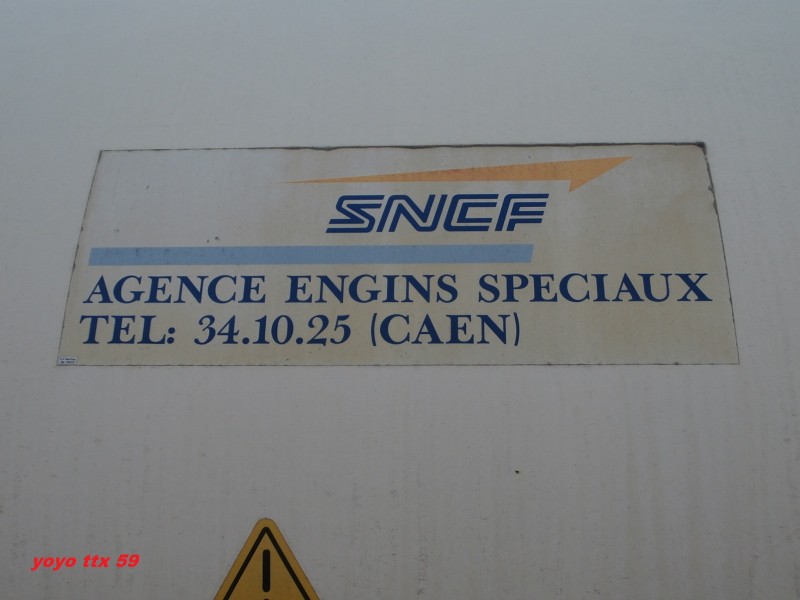 SNCF
AGENCE ENGINS SPECIAUX
TEL: 34.10.25 (CAEN)
yoyo ttx 59